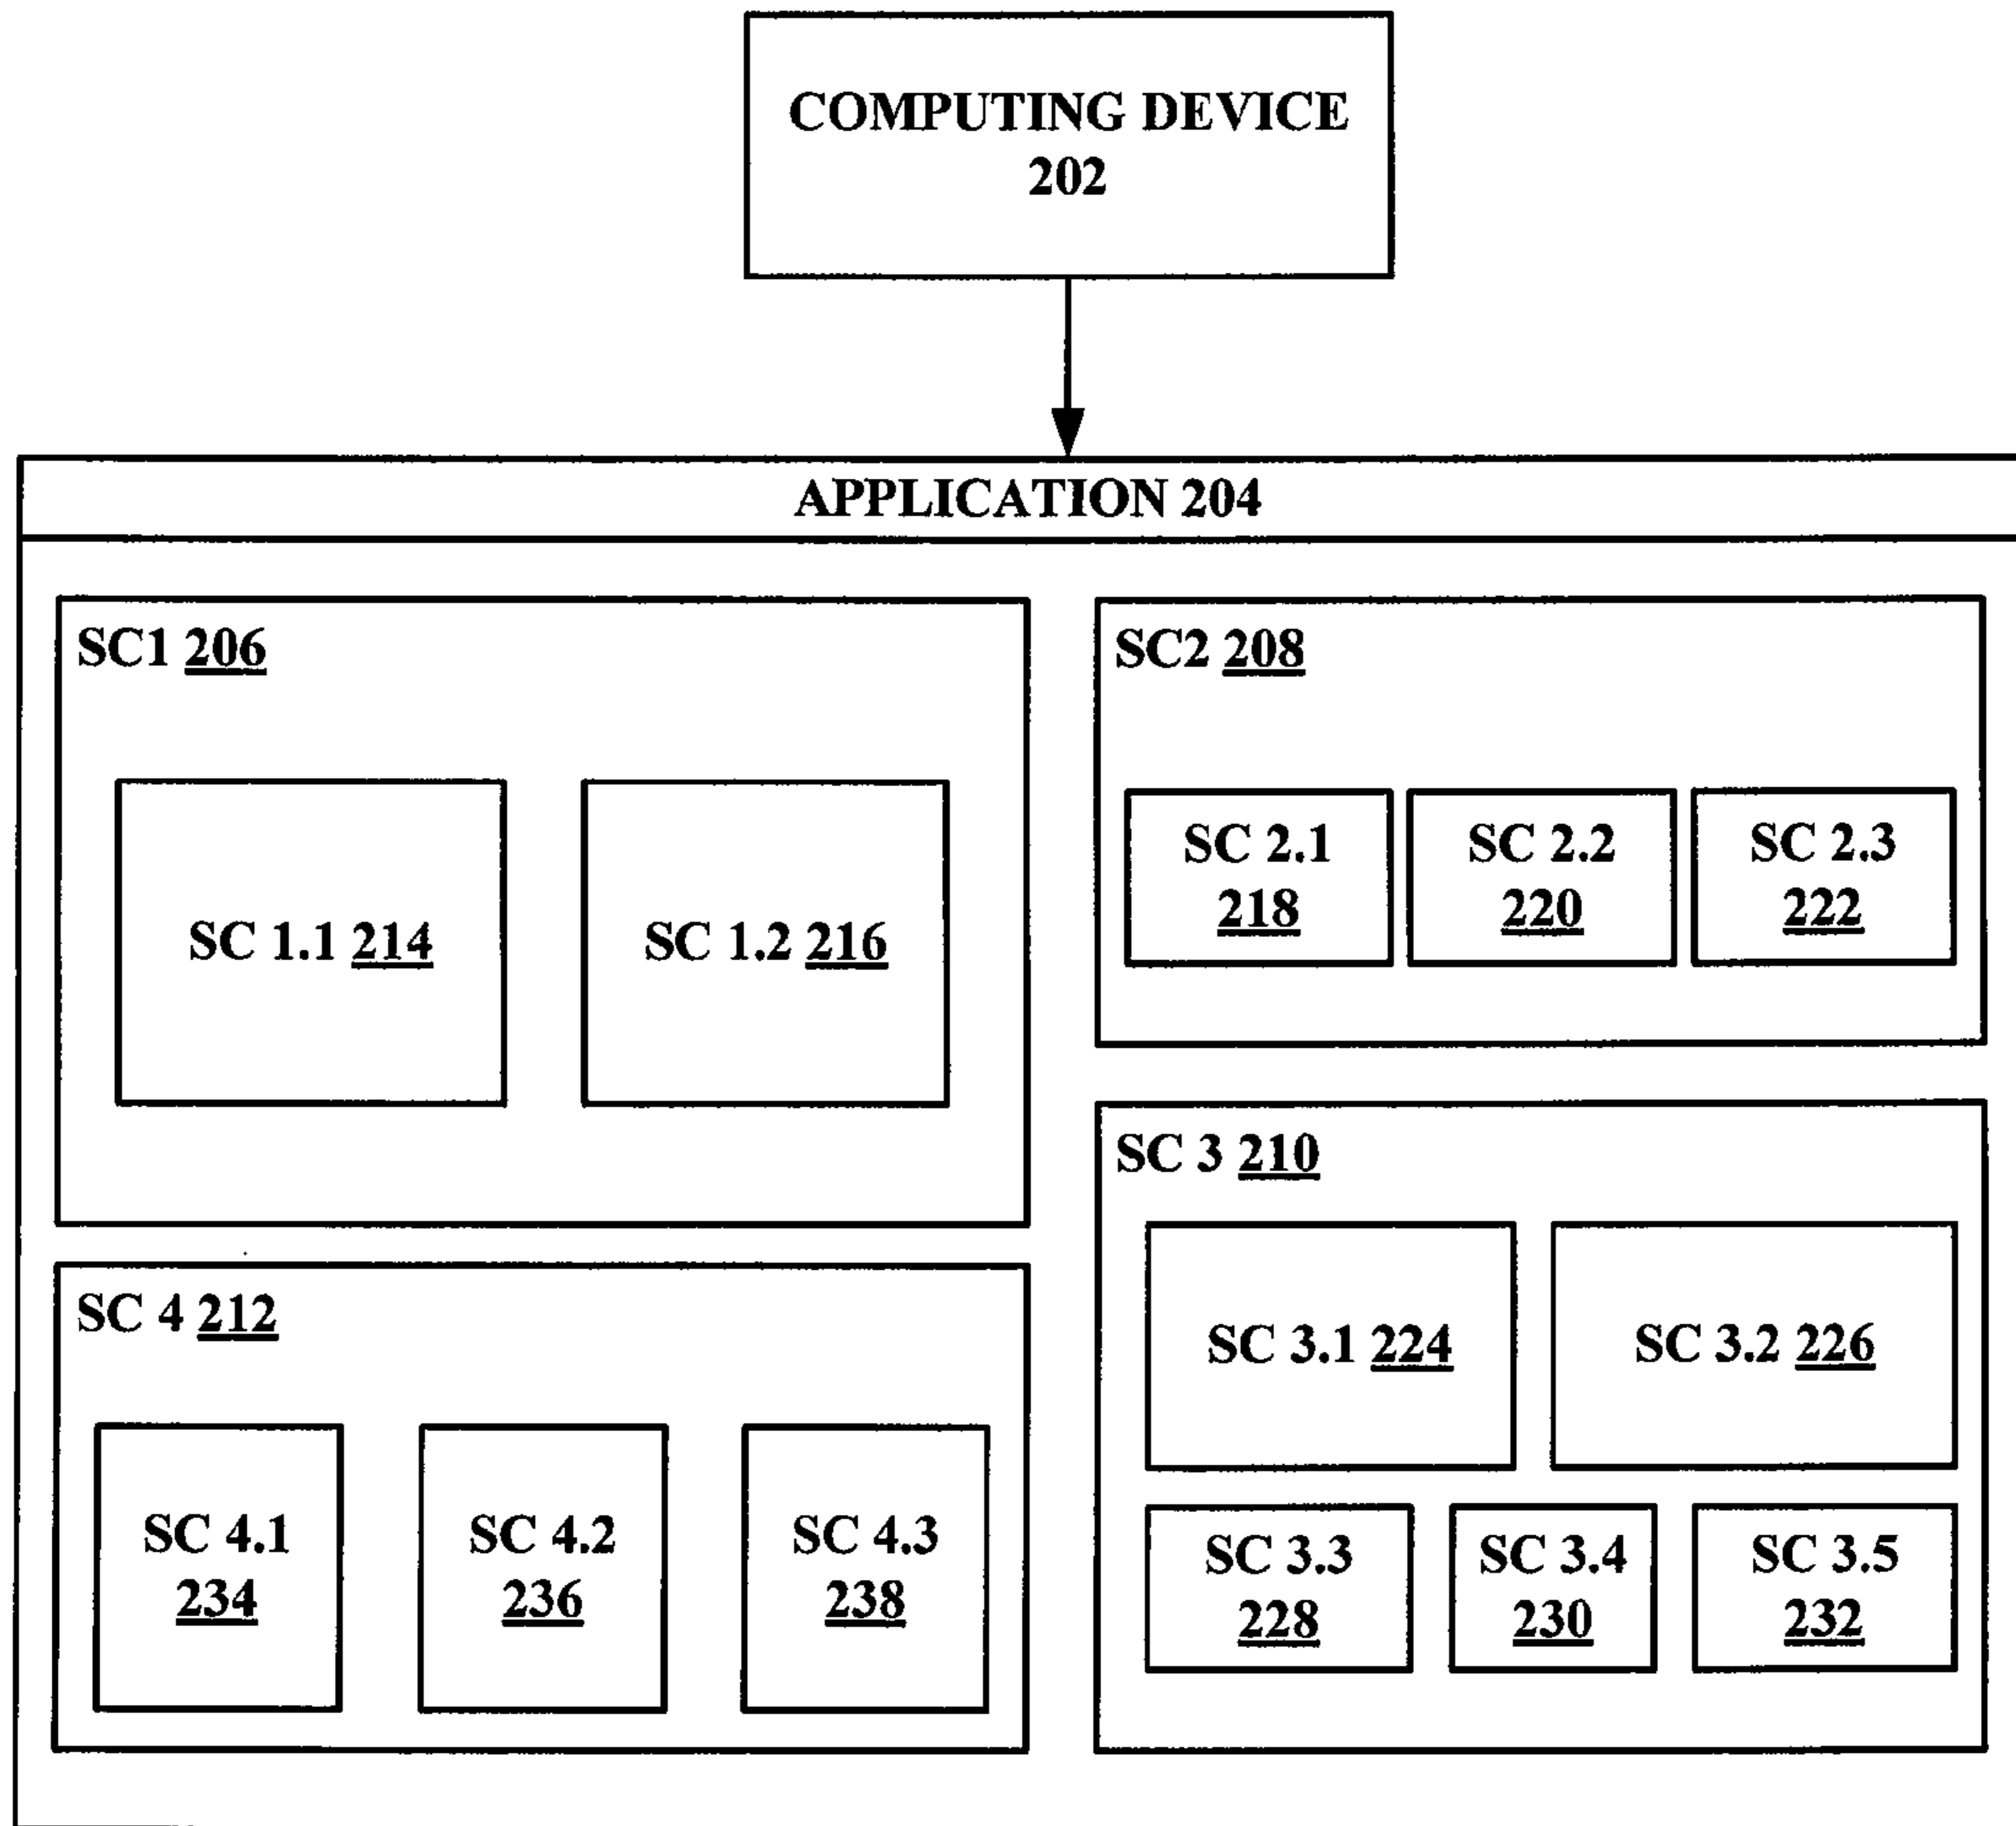 COMPUTING DEVICE
202
APPLICATION 204
SC1 206
SC 1.1 214
SC 1.2 216
SC2 208
SC 2.1
218
SC 2.2
220
SC 2.3
222
SC 3 210
SC 3.1 224
SC 3.2 226
SC 3.3
228
SC 3.4
230
SC 3.5
232
SC 4 212
SC 4.1
234
SC 4.2
236
SC 4.3
238